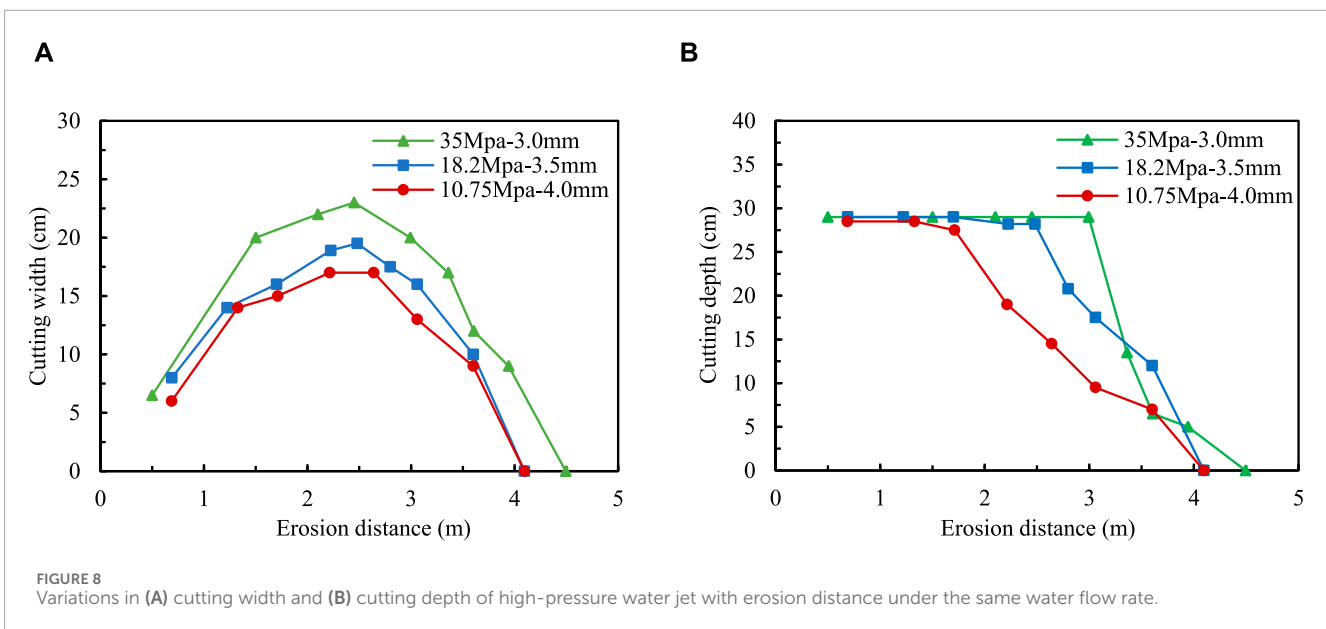 A
30
25
20
15
10
5
0
Cutting width (cm)
35Mpa-3.0mm
18.2Mpa-3.5mm
10.75Mpa-4.0mm
0 1 2 3 4 5
Erosion distance (m)
B
40
35
30
25
20
15
10
5
0
Cutting depth (cm)
35Mpa-3.0mm
18.2Mpa-3.5mm
10.75Mpa-4.0mm
0 1 2 3 4 5
Erosion distance (m)
FIGURE 8
Variations in (A) cutting width and (B) cutting depth of high-pressure water jet with erosion distance under the same water flow rate.